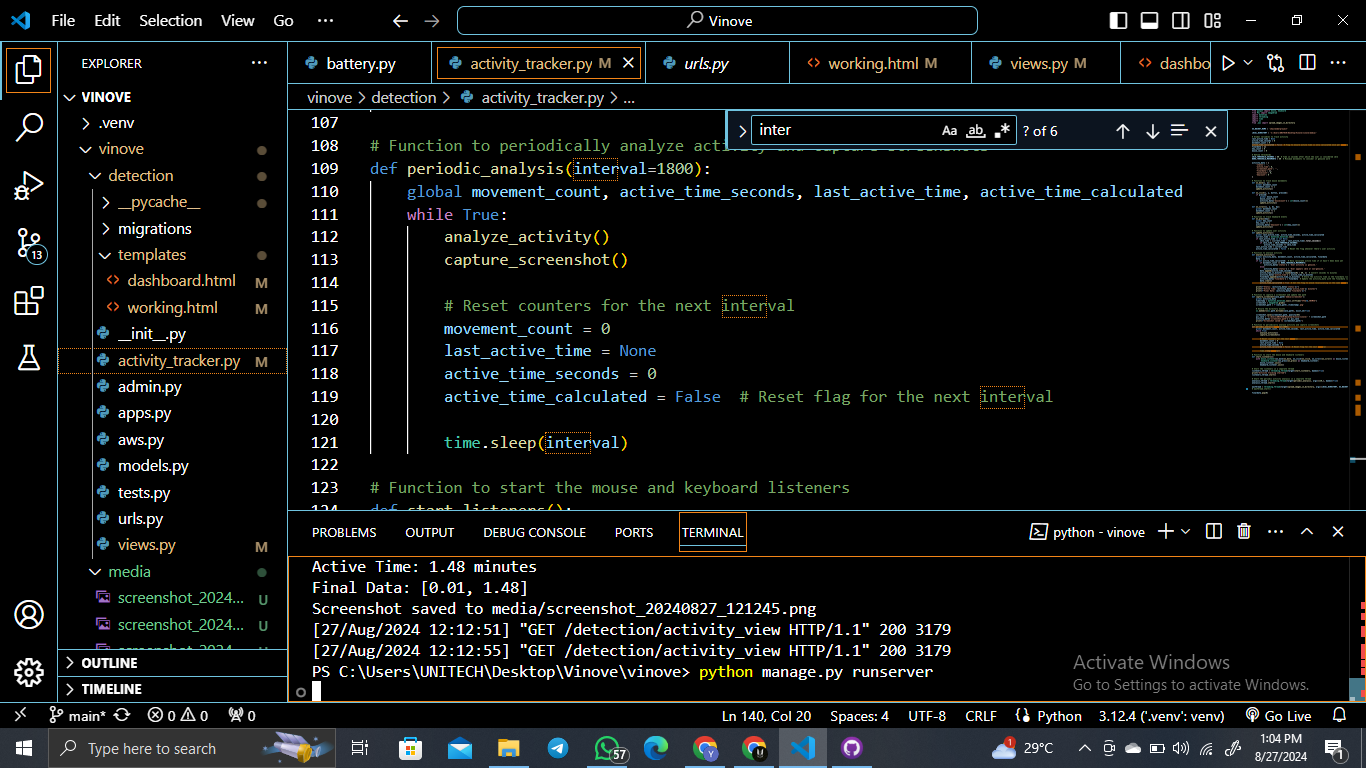 File Edit Selection View Go ··· Vinove
EXPLORER ···
VINOVE
.venv
vinove
detection
__pycache__
migrations
templates
dashboard.html M
working.html M
__init__.py
activity_tracker.py M
admin.py
apps.py
aws.py
models.py
tests.py
urls.py
views.py M
media
screenshot_2024... U
screenshot_2024... U
OUTLINE
TIMELINE
13
battery.py activity_tracker.py M urls.py working.html M views.py M dashbo
vinove > detection > activity_tracker.py > ...
inter Aa ab .* ? of 6
107
108 # Function to periodically analyze activity and capture screenshots
109 def periodic_analysis(interval=1800):
110 global movement_count, active_time_seconds, last_active_time, active_time_calculated
111 while True:
112 analyze_activity()
113 capture_screenshot()
114
115 # Reset counters for the next interval
116 movement_count = 0
117 last_active_time = None
118 active_time_seconds = 0
119 active_time_calculated = False # Reset flag for the next interval
120
121 time.sleep(interval)
122
123 # Function to start the mouse and keyboard listeners
124 def start_listeners():
PROBLEMS OUTPUT DEBUG CONSOLE PORTS TERMINAL python - vinove
Active Time: 1.48 minutes
Final Data: [0.01, 1.48]
Screenshot saved to media/screenshot_20240827_121245.png
[27/Aug/2024 12:12:51] "GET /detection/activity_view HTTP/1.1" 200 3179
[27/Aug/2024 12:12:55] "GET /detection/activity_view HTTP/1.1" 200 3179
PS C:\Users\UNITECH\Desktop\Vinove\vinove> python manage.py runserver
Activate Windows
Go to Settings to activate Windows.
main* 0 0 0 Ln 140, Col 20 Spaces: 4 UTF-8 CRLF Python 3.12.4 ('.venv': venv) Go Live
Type here to search 57 1 29°C 1:04 PM
8/27/2024 1